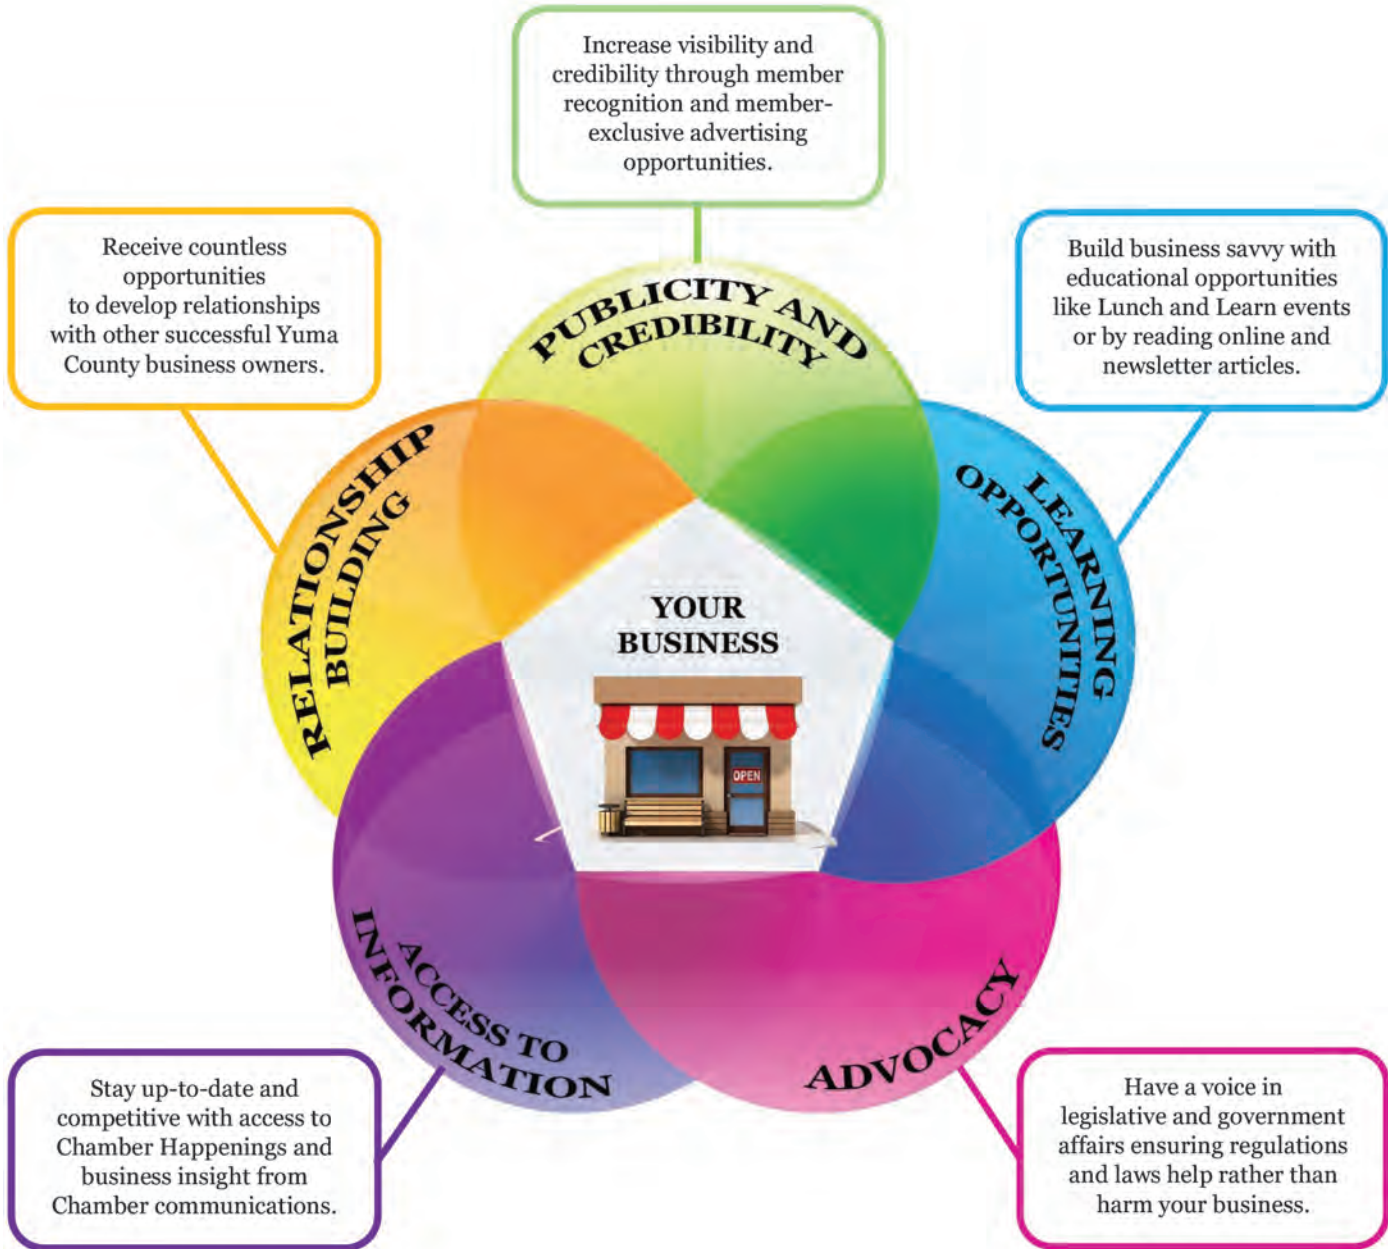 Increase visibility and
credibility through member
recognition and member-
exclusive advertising
opportunities.
Receive countless
opportunities
to develop relationships
with other successful Yuma
County business owners.
Build business savvy with
educational opportunities
like Lunch and Learn events
or by reading online and
newsletter articles.
PUBLICITY AND
CREDIBILITY
RELATIONSHIP
BUILDING
LEARNING
OPPORTUNITIES
YOUR
BUSINESS
OPEN
ACCESS TO
INFORMATION
ADVOCACY
Stay up-to-date and
competitive with access to
Chamber Happenings and
business insight from
Chamber communications.
Have a voice in
legislative and government
affairs ensuring regulations
and laws help rather than
harm your business.